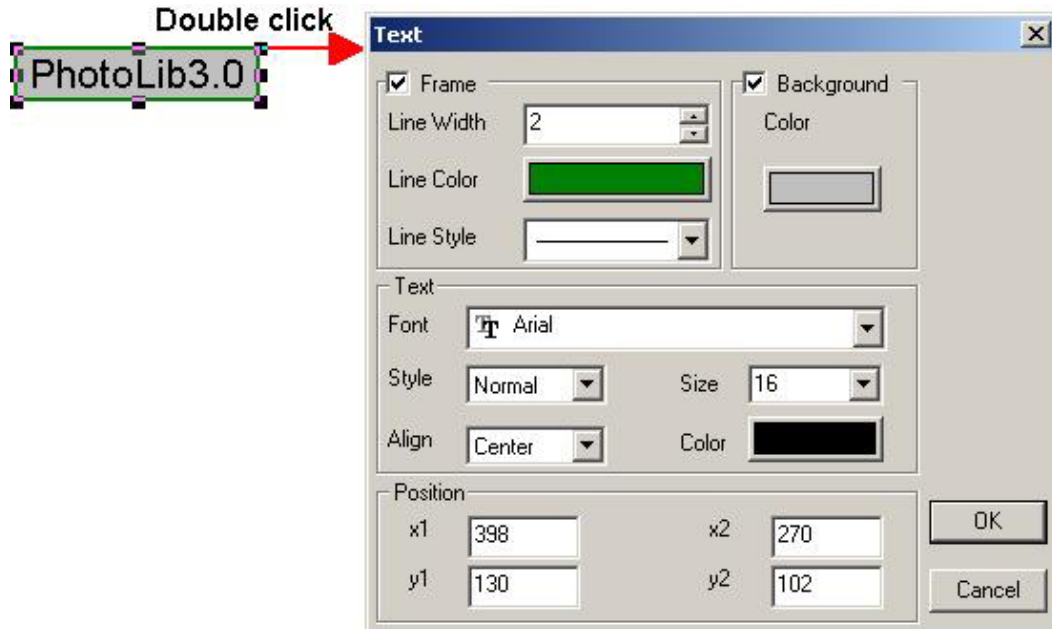 Double click
PhotoLib3.0
Text
Frame
Background
Line Width 2
Color
Line Color
Line Style
Text
Font Arial
Style Normal Size 16
Align Center Color
Position
x1 398 x2 270
y1 130 y2 102
OK
Cancel